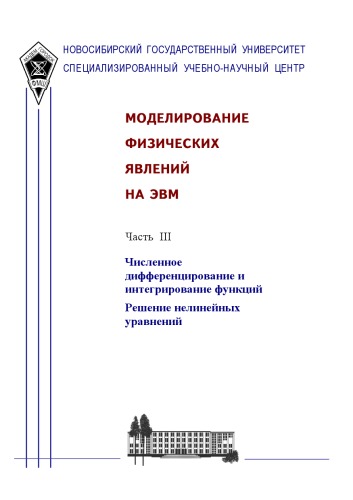 НОВОСИБИРСКИЙ ГОСУДАРСТВЕННЫЙ УНИВЕРСИТЕТ
СПЕЦИАЛИЗИРОВАННЫЙ УЧЕБНО-НАУЧНЫЙ ЦЕНТР
ФМШ
МОДЕЛИРОВАНИЕ
ФИЗИЧЕСКИХ
ЯВЛЕНИЙ
НА ЭВМ
Часть III
Численное
дифференцирование и
интегрирование функций
Решение нелинейных
уравнений